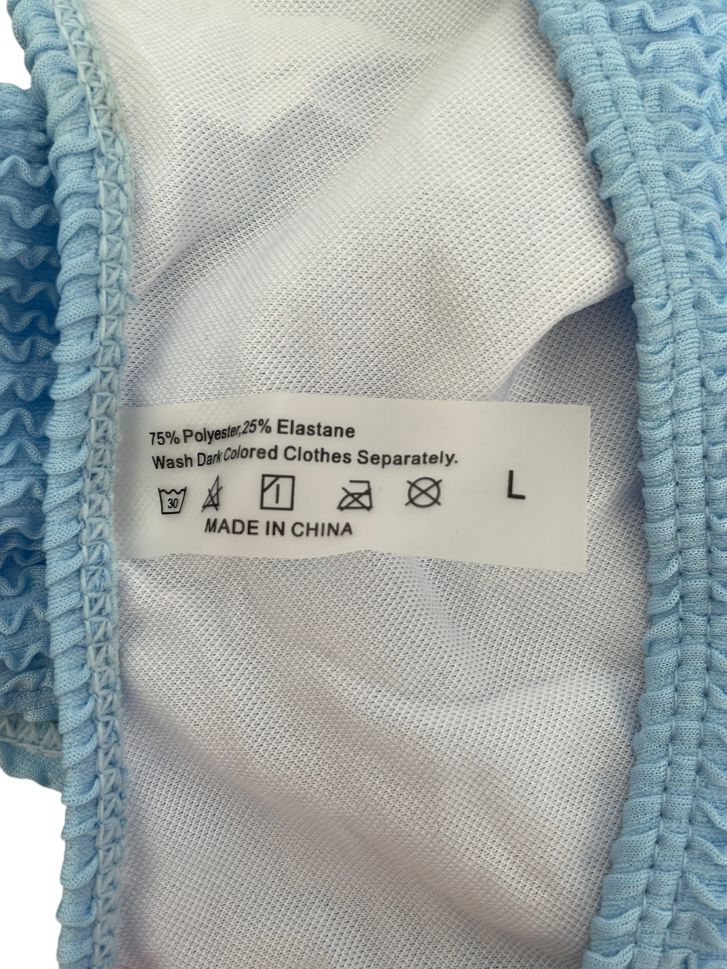 75% Polyester,25% Elastane
Wash Dark Colored Clothes Separately.
30 L
MADE IN CHINA